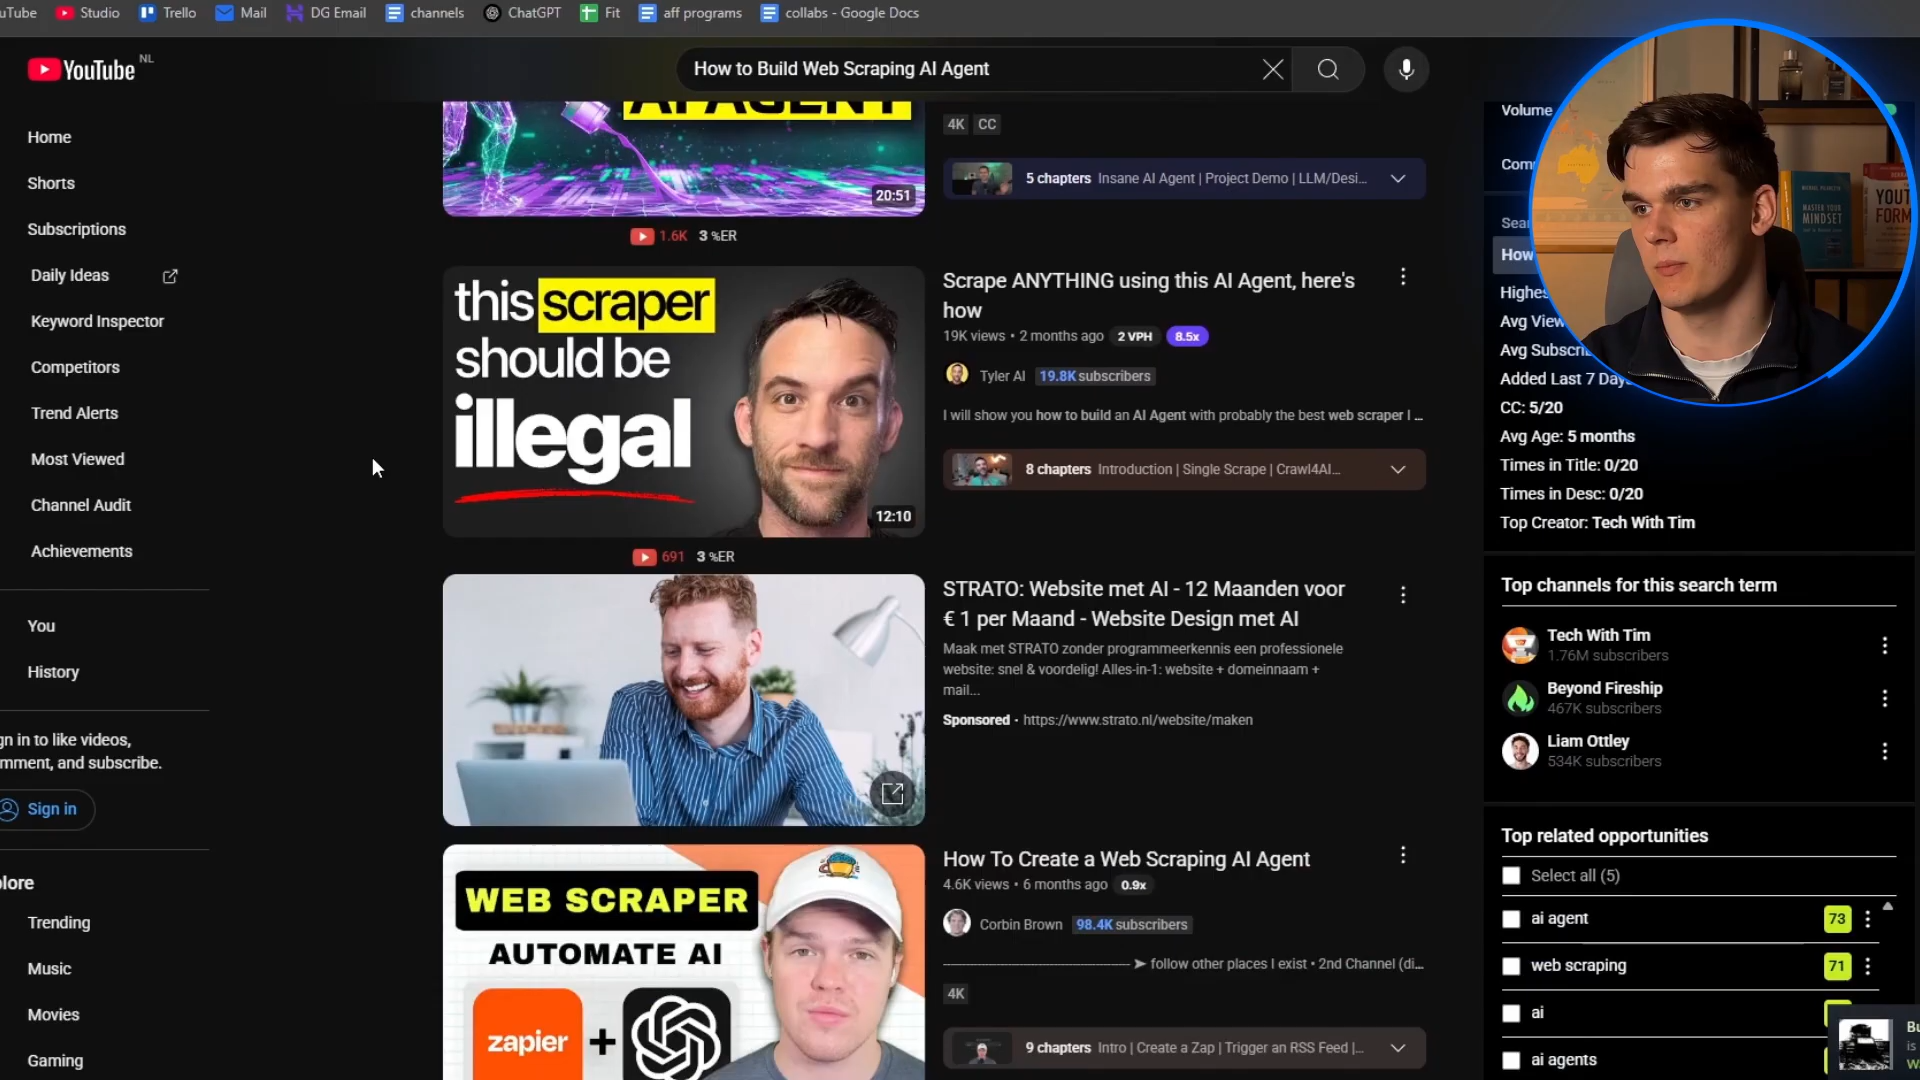 Studio
Trello
Mail
DG Email
channels
ChatGPT
Fit
aff programs
collabs - Google Docs
YouTube NL
How to Build Web Scraping AI Agent
Home
Shorts
Subscriptions
Daily Ideas
Keyword Inspector
Competitors
Trend Alerts
Most Viewed
Channel Audit
Achievements
You
History
gn in to like videos,
mment, and subscribe.
Sign in
plore
Trending
Music
Movies
Gaming
AI AGENT
20:51
4K CC
5 chapters Insane AI Agent | Project Demo | LLM/Desi...
1.6K 3 %ER
this scraper
should be
illegal
12:10
Scrape ANYTHING using this AI Agent, here's
how
19K views • 2 months ago 2 VPH 8.5x
Tyler AI 19.8K subscribers
I will show you how to build an AI Agent with probably the best web scraper I ...
8 chapters Introduction | Single Scrape | Crawl4AI...
691 3 %ER
STRATO: Website met AI - 12 Maanden voor
€ 1 per Maand - Website Design met AI
Maak met STRATO zonder programmeerkennis een professionele
website: snel & voordelig! Alles-in-1: website + domeinnaam +
mail...
Sponsored • https://www.strato.nl/website/maken
WEB SCRAPER
AUTOMATE AI
zapier +
How To Create a Web Scraping AI Agent
4.6K views • 6 months ago 0.9x
Corbin Brown 98.4K subscribers
➤ follow other places I exist • 2nd Channel (di...
4K
9 chapters Intro | Create a Zap | Trigger an RSS Feed |...
MASTER YOUR
MINDSET
Volume
How
Avg View
CC: 5/20
Avg Age: 5 months
Times in Title: 0/20
Times in Desc: 0/20
Top Creator: Tech With Tim
Top channels for this search term
Tech With Tim
1.76M subscribers
Beyond Fireship
467K subscribers
Liam Ottley
534K subscribers
Top related opportunities
Select all (5)
ai agent 73
web scraping 71
ai
ai agents